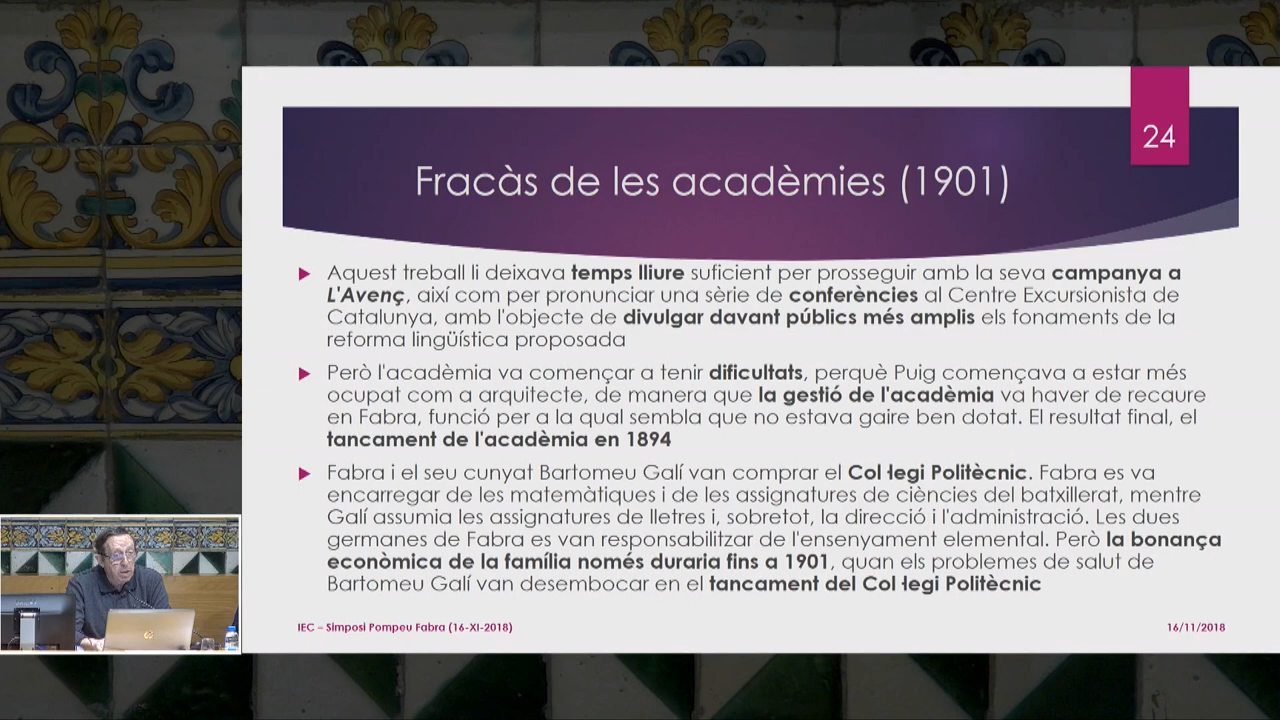 24
Fracàs de les acadèmies (1901)
Aquest treball li deixava temps lliure suficient per prosseguir amb la seva campanya a
L'Avenç, així com per pronunciar una sèrie de conferències al Centre Excursionista de
Catalunya, amb l'objecte de divulgar davant públics més amplis els fonaments de la
reforma lingüística proposada
Però l'acadèmia va començar a tenir dificultats, perquè Puig començava a estar més
ocupat com a arquitecte, de manera que la gestió de l'acadèmia va haver de recaure
en Fabra, funció per a la qual sembla que no estava gaire ben dotat. El resultat final, el
tancament de l'acadèmia en 1894
Fabra i el seu cunyat Bartomeu Galí van comprar el Col·legi Politècnic. Fabra es va
encarregar de les matemàtiques i de les assignatures de ciències del batxillerat, mentre
Galí assumia les assignatures de lletres i, sobretot, la direcció i l'administració. Les dues
germanes de Fabra es van responsabilitzar de l'ensenyament elemental. Però la bonança
econòmica de la família només duraria fins a 1901, quan els problemes de salut de
Bartomeu Galí van desembocar en el tancament del Col·legi Politècnic
IEC – Simposi Pompeu Fabra (16-XI-2018)
16/11/2018